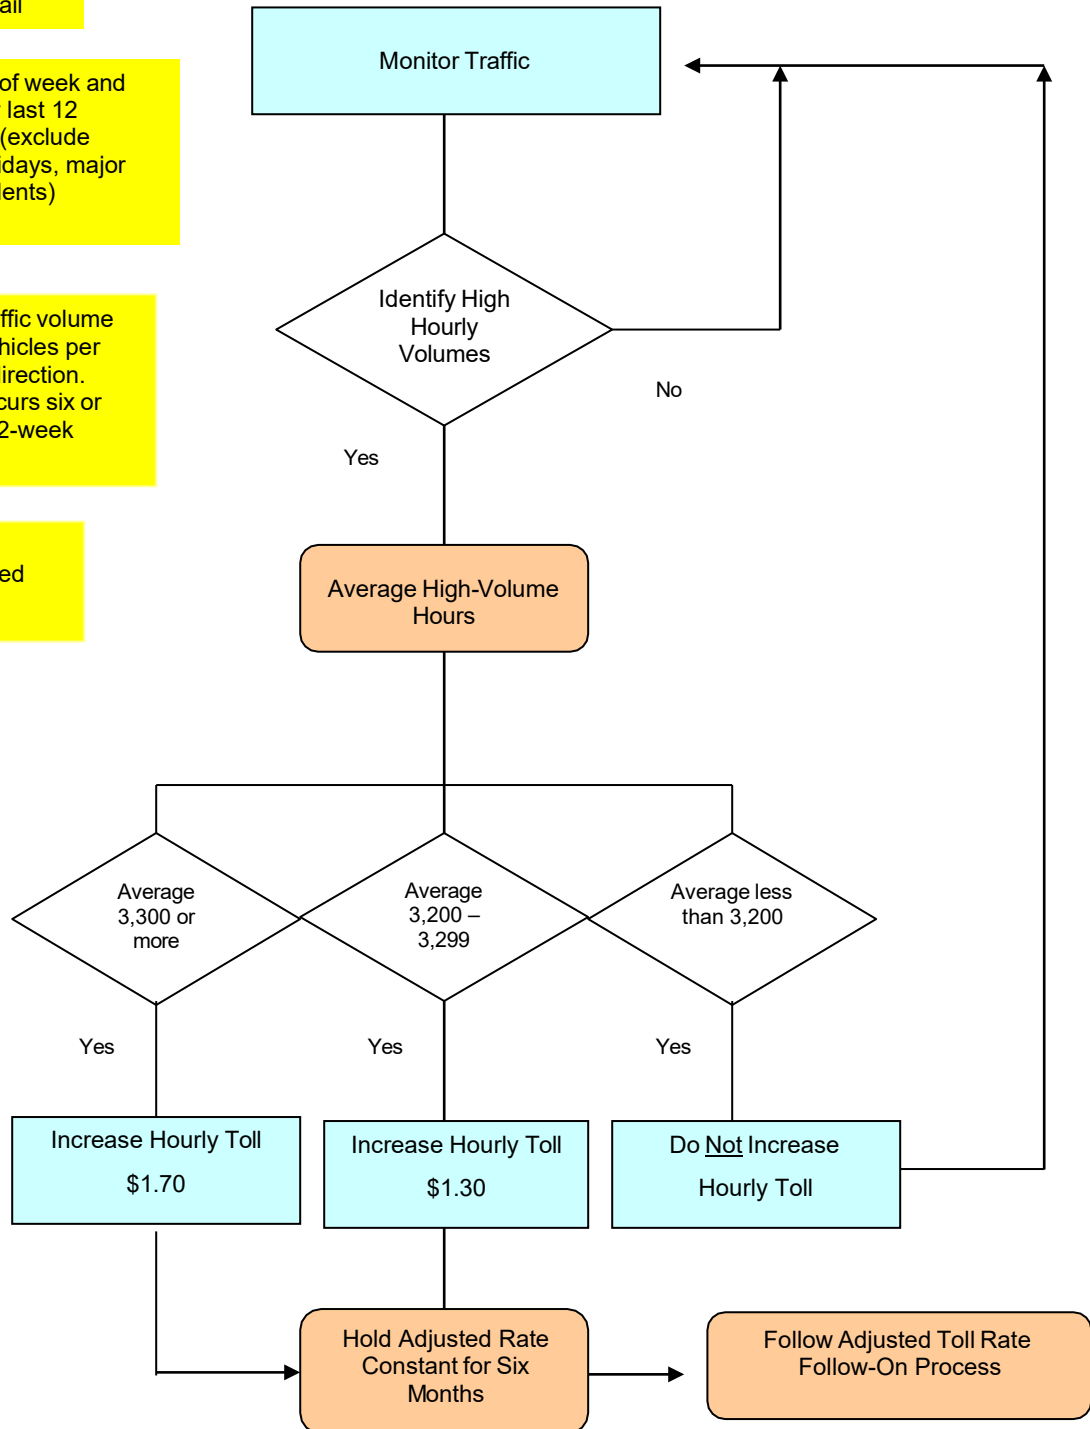 all
of week and
last 12
(exclude
idays, major
lents)
ffic volume
hicles per
lirection.
curs six or
2-week
ed
Monitor Traffic
Identify High
Hourly
Volumes
No
Yes
Average High-Volume
Hours
Average
3,300 or
more
Average
3,200 –
3,299
Average less
than 3,200
Yes
Yes
Yes
Increase Hourly Toll
$1.70
Increase Hourly Toll
$1.30
Do Not Increase
Hourly Toll
Hold Adjusted Rate
Constant for Six
Months
Follow Adjusted Toll Rate
Follow-On Process